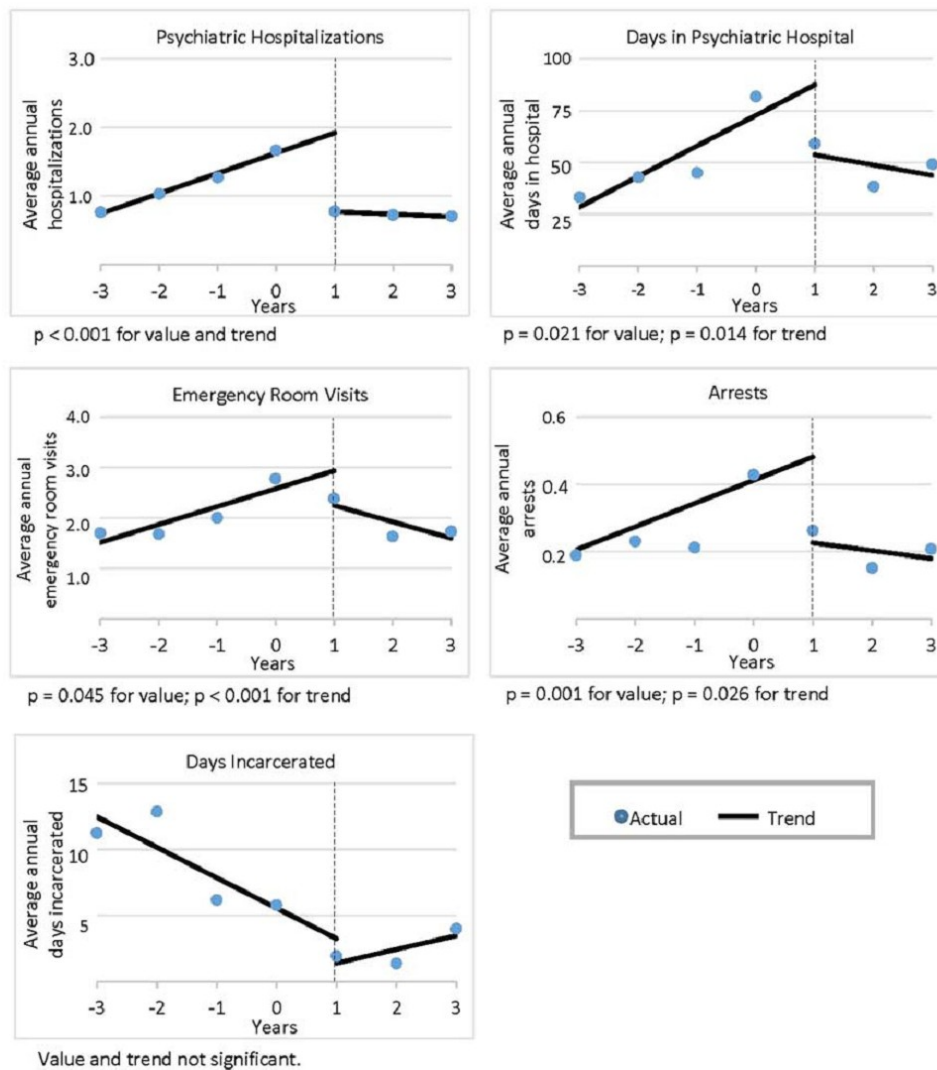 Psychiatric Hospitalizations
3.0
2.0
1.0
Average annual
hospitalizations
-3 -2 -1 0 1 2 3
Years
p < 0.001 for value and trend
Days in Psychiatric Hospital
100
75
50
25
Average annual
days in hospital
-3 -2 -1 0 1 2 3
Years
p = 0.021 for value; p = 0.014 for trend
Emergency Room Visits
4.0
3.0
2.0
1.0
Average annual
emergency room visits
-3 -2 -1 0 1 2 3
Years
p = 0.045 for value; p < 0.001 for trend
Arrests
0.6
0.4
0.2
Average annual
arrests
-3 -2 -1 0 1 2 3
Years
p = 0.001 for value; p = 0.026 for trend
Days Incarcerated
15
10
5
Average annual
days incarcerated
-3 -2 -1 0 1 2 3
Years
Value and trend not significant.
Actual Trend